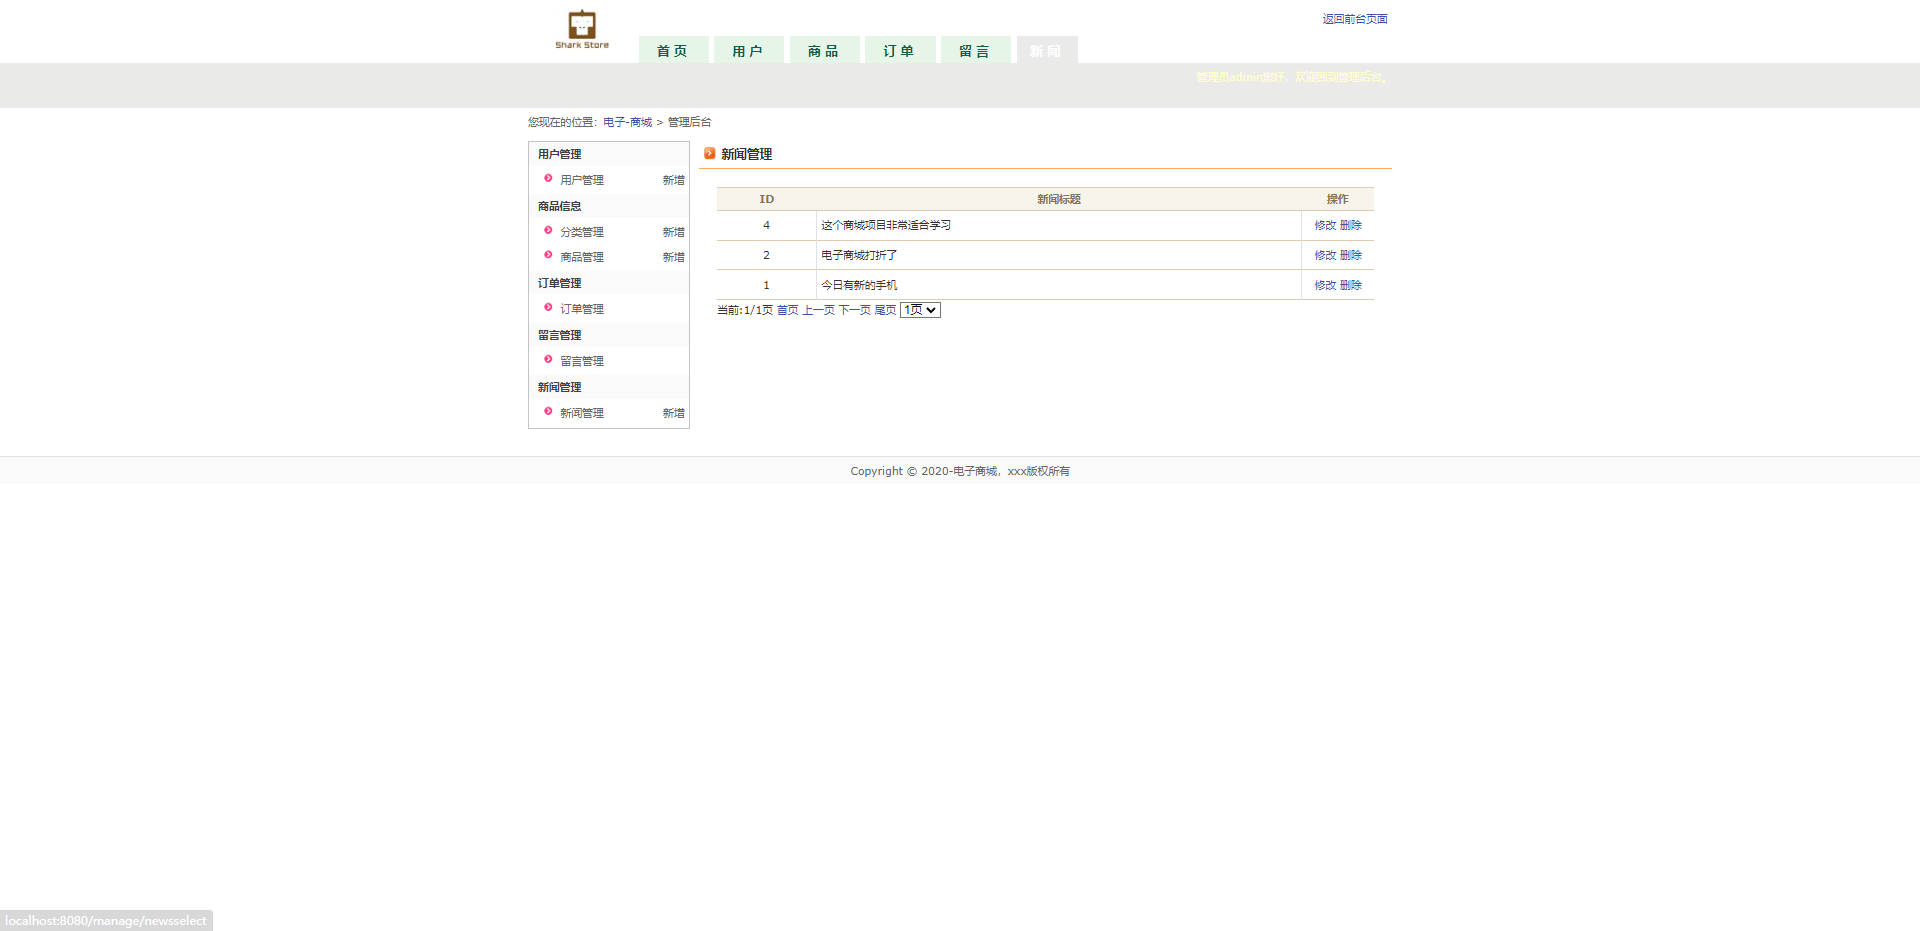 Shark Store
返回前台页面
首 页 用 户 商 品 订 单 留 言 新 闻
管理员admin您好，欢迎回到管理后台。
您现在的位置：电子-商城 > 管理后台
用户管理
用户管理 新增
商品信息
分类管理 新增
商品管理 新增
订单管理
订单管理
留言管理
留言管理
新闻管理
新闻管理 新增
新闻管理
ID 新闻标题 操作
4 这个商城项目非常适合学习 修改 删除
2 电子商城打折了 修改 删除
1 今日有新的手机 修改 删除
当前:1/1页 首页 上一页 下一页 尾页 1页
Copyright © 2020-电子商城，xxx版权所有
localhost:8080/manage/newsselect